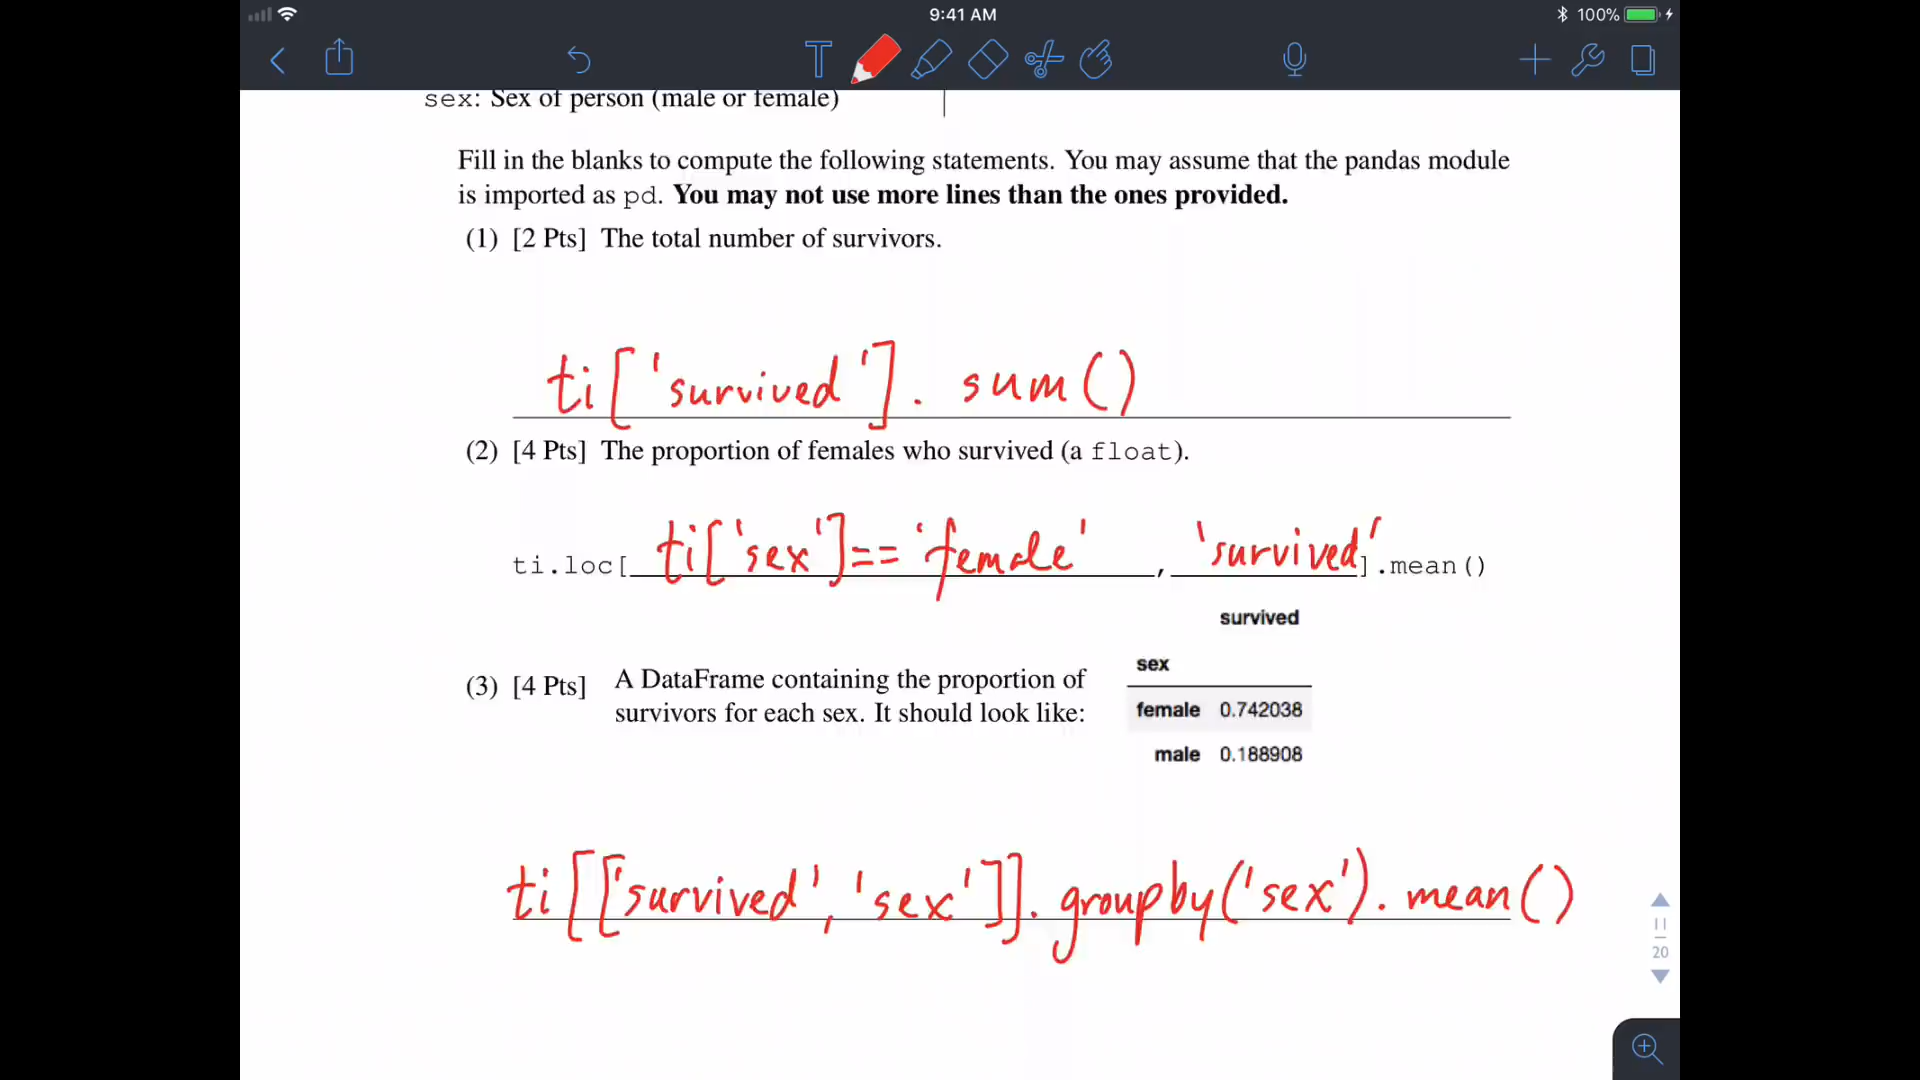 9:41 AM
100%
T
sex: Sex of person (male or female)
Fill in the blanks to compute the following statements. You may assume that the pandas module
is imported as pd. You may not use more lines than the ones provided.
(1) [2 Pts] The total number of survivors.
ti['survived'].sum()
(2) [4 Pts] The proportion of females who survived (a float).
ti.loc[ti['sex']=='female','survived'].mean()
survived
sex
(3) [4 Pts] A DataFrame containing the proportion of
survivors for each sex. It should look like:
female 0.742038
male 0.188908
ti[['survived','sex']].groupby('sex').mean()
11
20